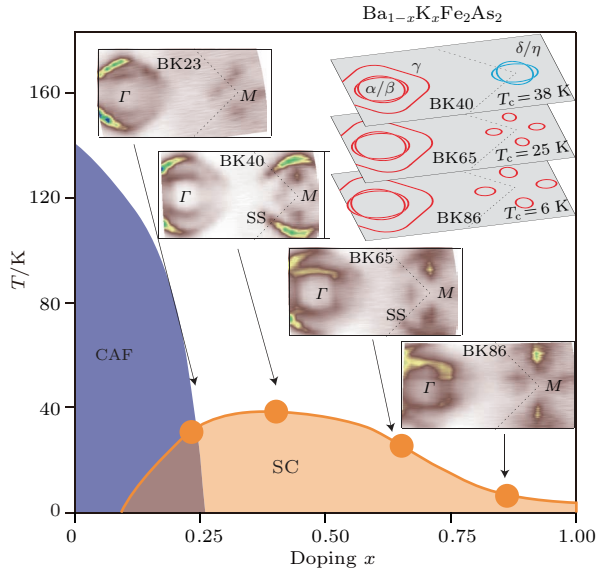 Ba₁₋ₓKₓFe₂As₂
T/K
160
120
80
40
0
BK23
Γ
M
BK40
Γ
M
SS
BK65
Γ
M
SS
BK86
Γ
M
δ/η
γ
α/β
BK40
Tc=38 K
BK65
Tc=25 K
BK86
Tc=6 K
CAF
SC
0
0.25
0.50
0.75
1.00
Doping x